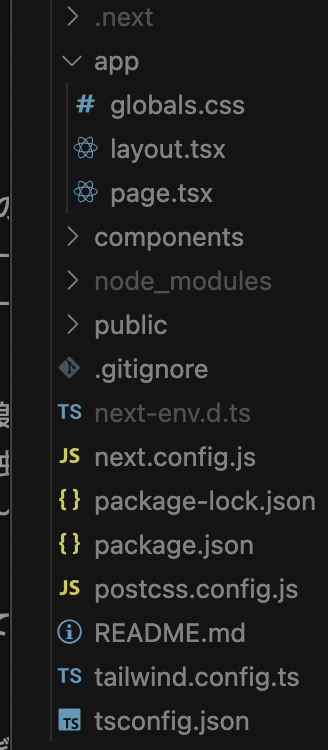 .next
app
# globals.css
layout.tsx
page.tsx
components
node_modules
public
.gitignore
TS next-env.d.ts
JS next.config.js
{} package-lock.json
{} package.json
JS postcss.config.js
README.md
TS tailwind.config.ts
TS tsconfig.json